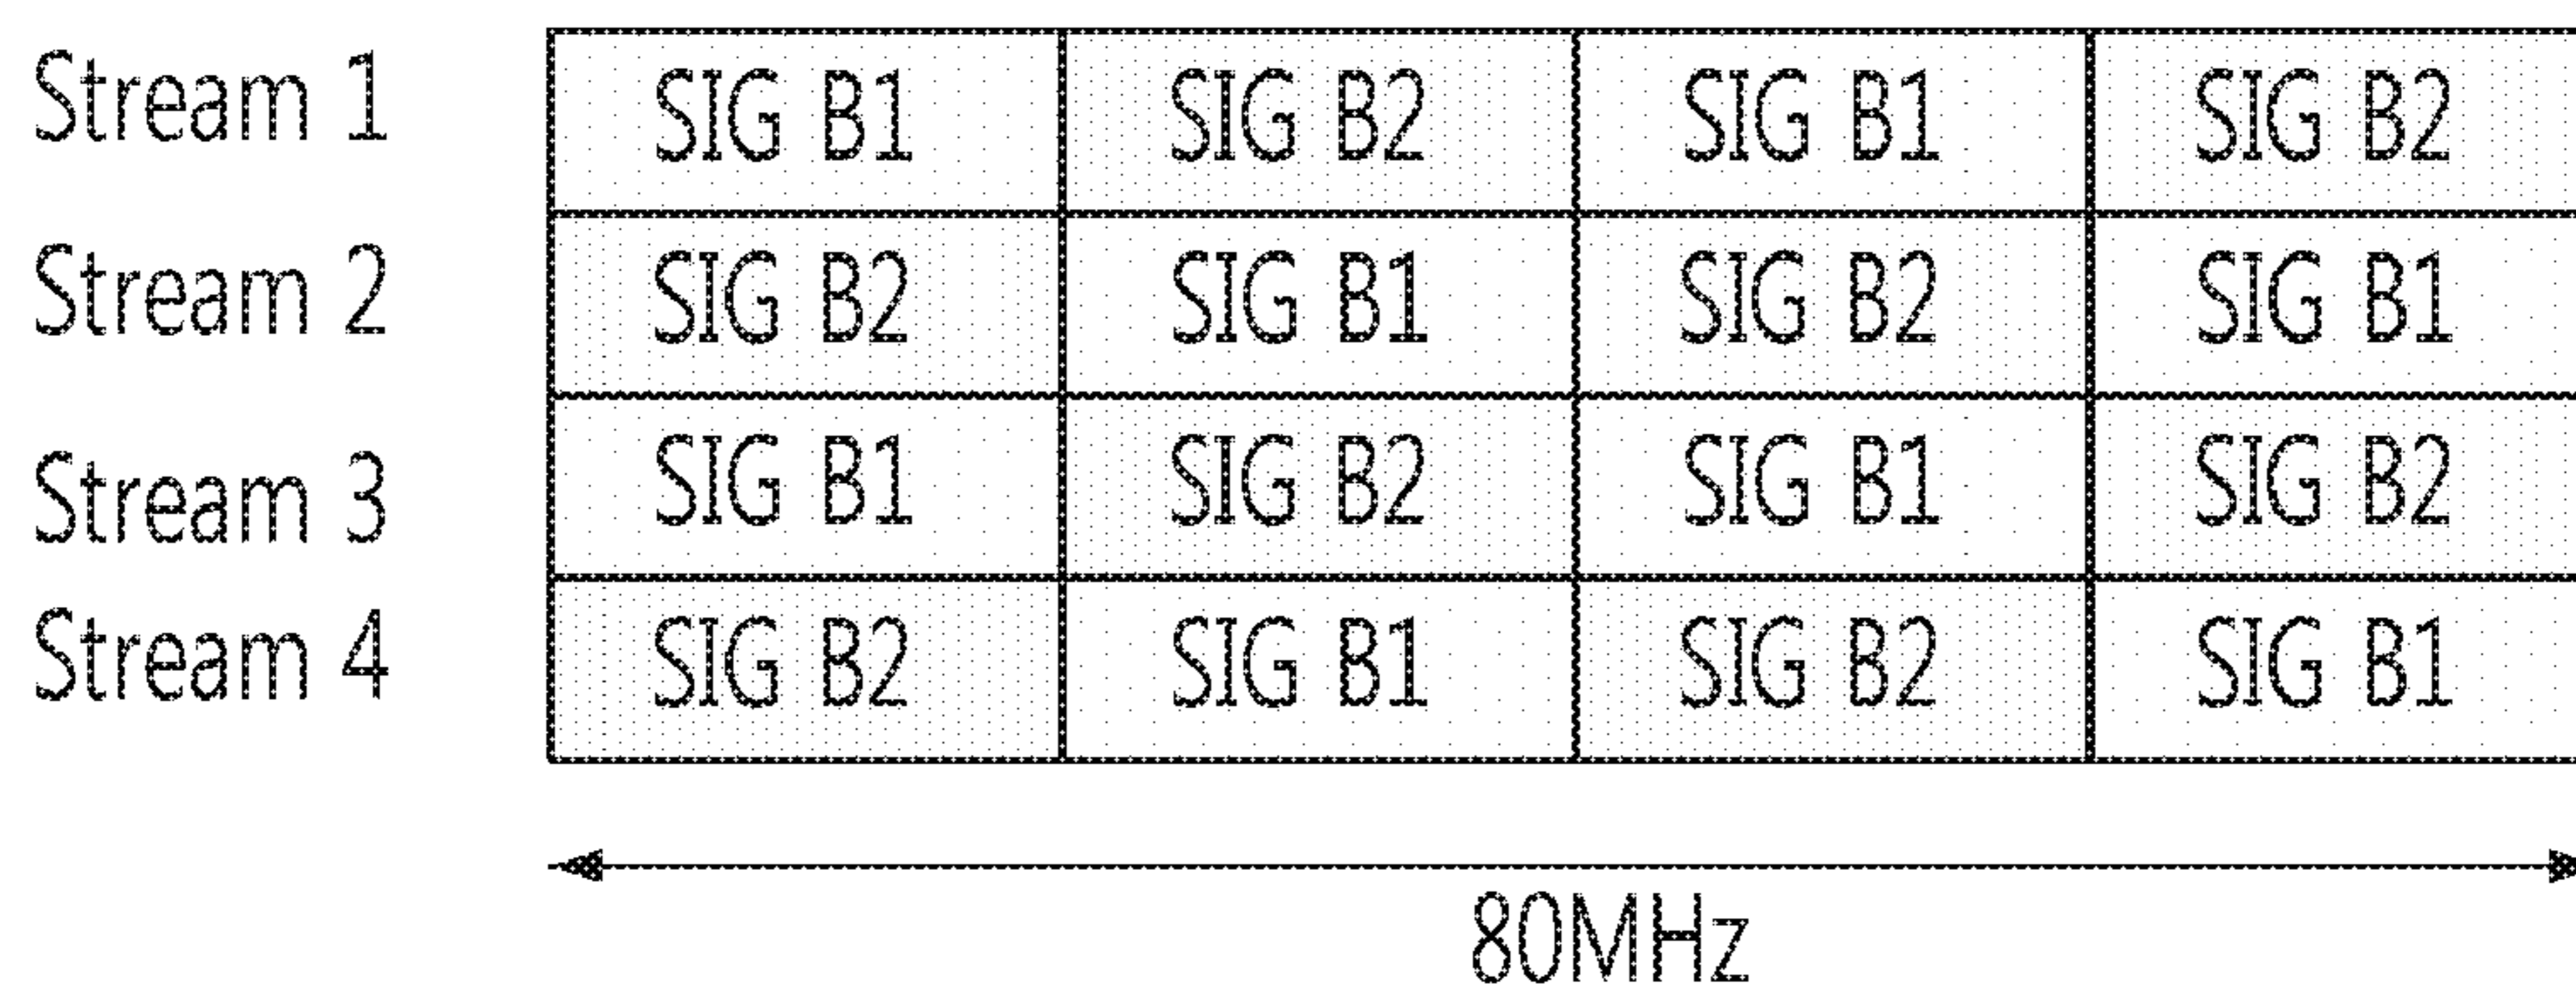 Stream 1 SIG B1 SIG B2 SIG B1 SIG B2
Stream 2 SIG B2 SIG B1 SIG B2 SIG B1
Stream 3 SIG B1 SIG B2 SIG B1 SIG B2
Stream 4 SIG B2 SIG B1 SIG B2 SIG B1
80MHz